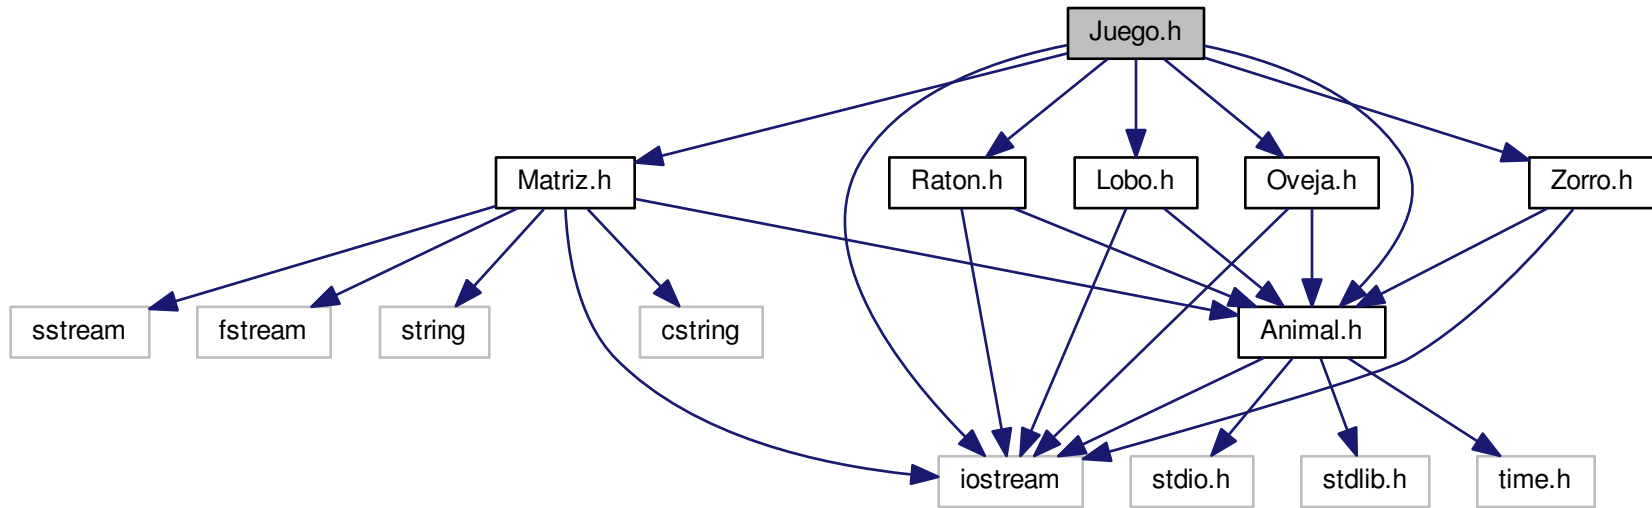 Juego.h
Matriz.h
Raton.h
Lobo.h
Oveja.h
Zorro.h
sstream
fstream
string
cstring
Animal.h
iostream
stdio.h
stdlib.h
time.h